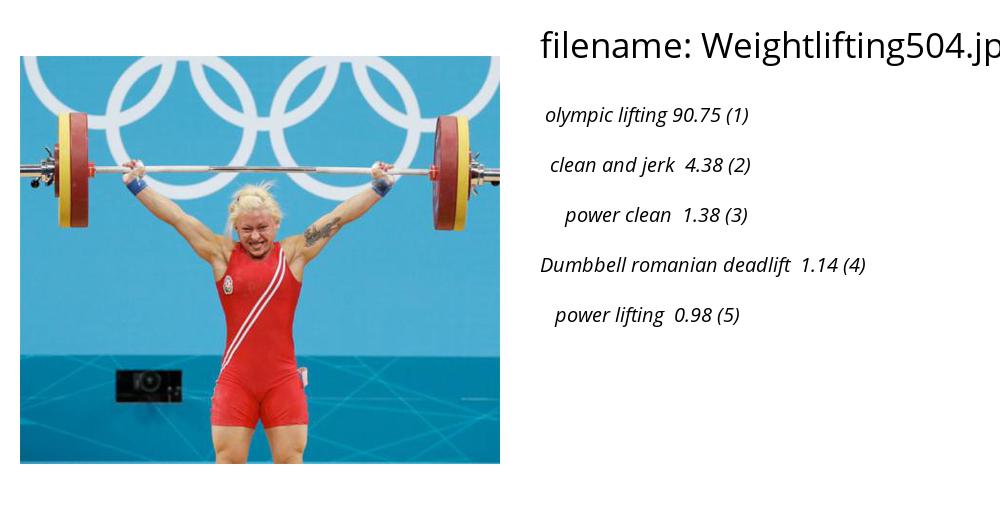 filename: Weightlifting504.jp
olympic lifting 90.75 (1)
clean and jerk 4.38 (2)
power clean 1.38 (3)
Dumbbell romanian deadlift 1.14 (4)
power lifting 0.98 (5)